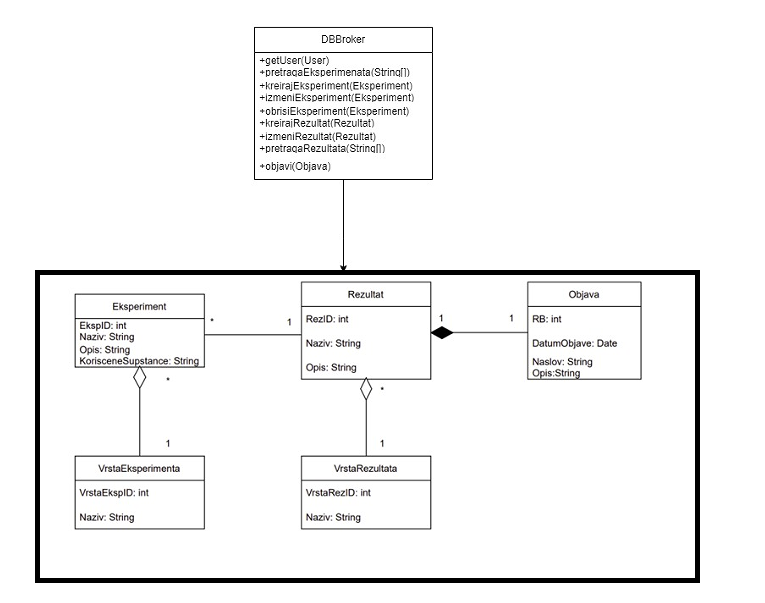 DBBroker
+getUser(User)
+pretragaEksperimenata(String[])
+kreirajEksperiment(Eksperiment)
+izmeniEksperiment(Eksperiment)
+obrisiEksperiment(Eksperiment)
+kreirajRezultat(Rezultat)
+izmeniRezultat(Rezultat)
+pretragaRezultata(String[])
+objavi(Objava)
Eksperiment
EkspID: int
Naziv: String
Opis: String
KorisceneSupstance: String
* 1
Rezultat
RezID: int
Naziv: String
Opis: String
1 1
Objava
RB: int
DatumObjave: Date
Naslov: String
Opis:String
*
1
VrstaEksperimenta
VrstaEkspID: int
Naziv: String
*
1
VrstaRezultata
VrstaRezID: int
Naziv: String